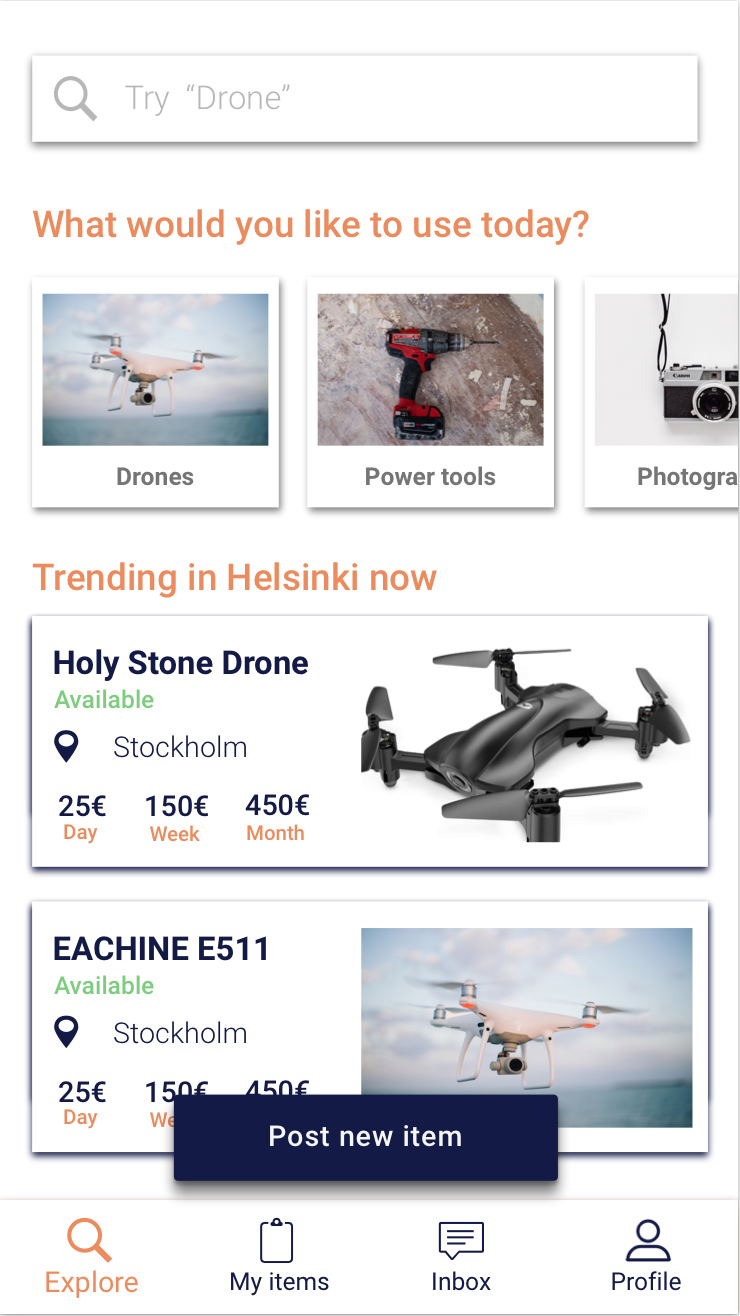 Try “Drone”
What would you like to use today?
Canon
Drones
Power tools
Photogra
Trending in Helsinki now
Holy Stone Drone
Available
Stockholm
25€ 150€ 450€
Day Week Month
EACHINE E511
Available
Stockholm
25€ 150€ 450€
Day We
Post new item
Explore My items Inbox Profile